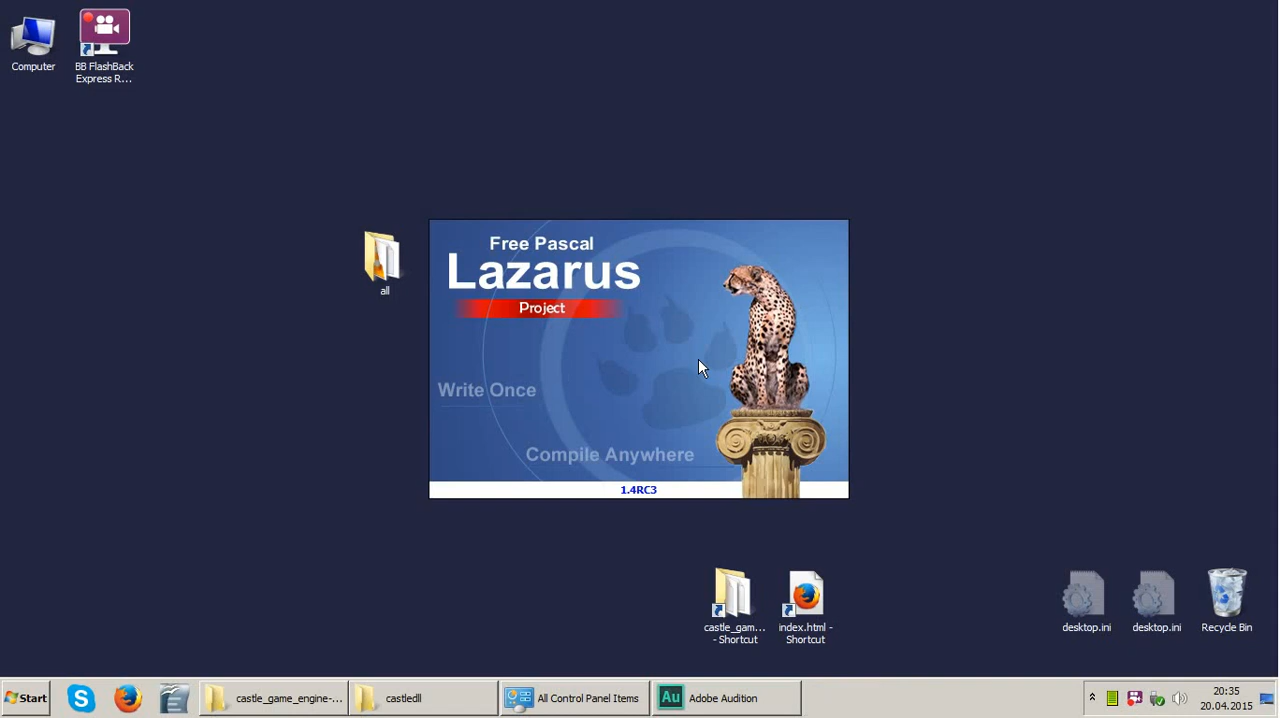 Computer
BB FlashBack
Express R...
all
Free Pascal
Lazarus
Project
Write Once
Compile Anywhere
1.4RC3
castle_gam...
- Shortcut
index.html -
Shortcut
desktop.ini
desktop.ini
Recycle Bin
Start
castle_game_engine-...
castledll
All Control Panel Items
Au
Adobe Audition
20:35
20.04.2015